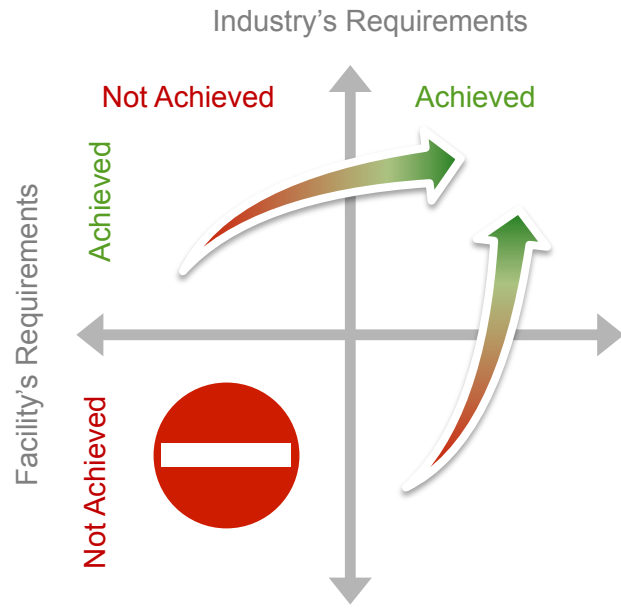 Industry's Requirements
Not Achieved
Achieved
Facility's Requirements
Achieved
Not Achieved